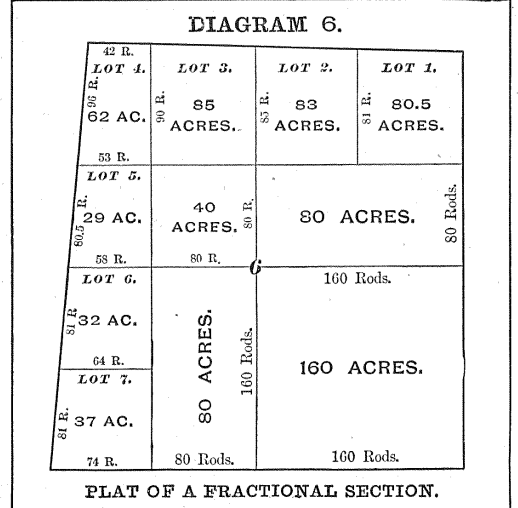 DIAGRAM 6.
42 R.
LOT 4.
96 R.
62 AC.
53 R.
LOT 3.
90 R.
85
ACRES.
LOT 2.
85 R.
83
ACRES.
LOT 1.
81 R.
80.5
ACRES.
LOT 5.
80.5 R.
29 AC.
58 R.
40
ACRES.
80 R.
80 R.
80 ACRES.
80 Rods.
6
LOT 6.
81 R
32 AC.
64 R.
80 ACRES.
160 Rods.
80 Rods.
160 Rods.
160 ACRES.
160 Rods.
LOT 7.
81 R.
37 AC.
74 R.
PLAT OF A FRACTIONAL SECTION.